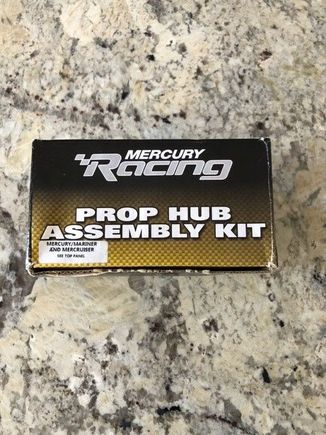 MERCURY
Racing
PROP HUB
ASSEMBLY KIT
MERCURY/MARINER
AND MERCRUISER
SEE TOP PANEL